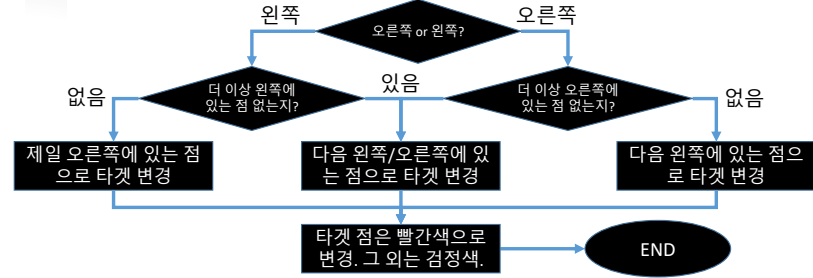 왼쪽
오른쪽
오른쪽 or 왼쪽?
없음
더 이상 왼쪽에
있는 점 없는지?
있음
더 이상 오른쪽에
있는 점 없는지?
없음
제일 오른쪽에 있는 점
으로 타겟 변경
다음 왼쪽/오른쪽에 있
는 점으로 타겟 변경
다음 왼쪽에 있는 점으
로 타겟 변경
타겟 점은 빨간색으로
변경. 그 외는 검정색.
END